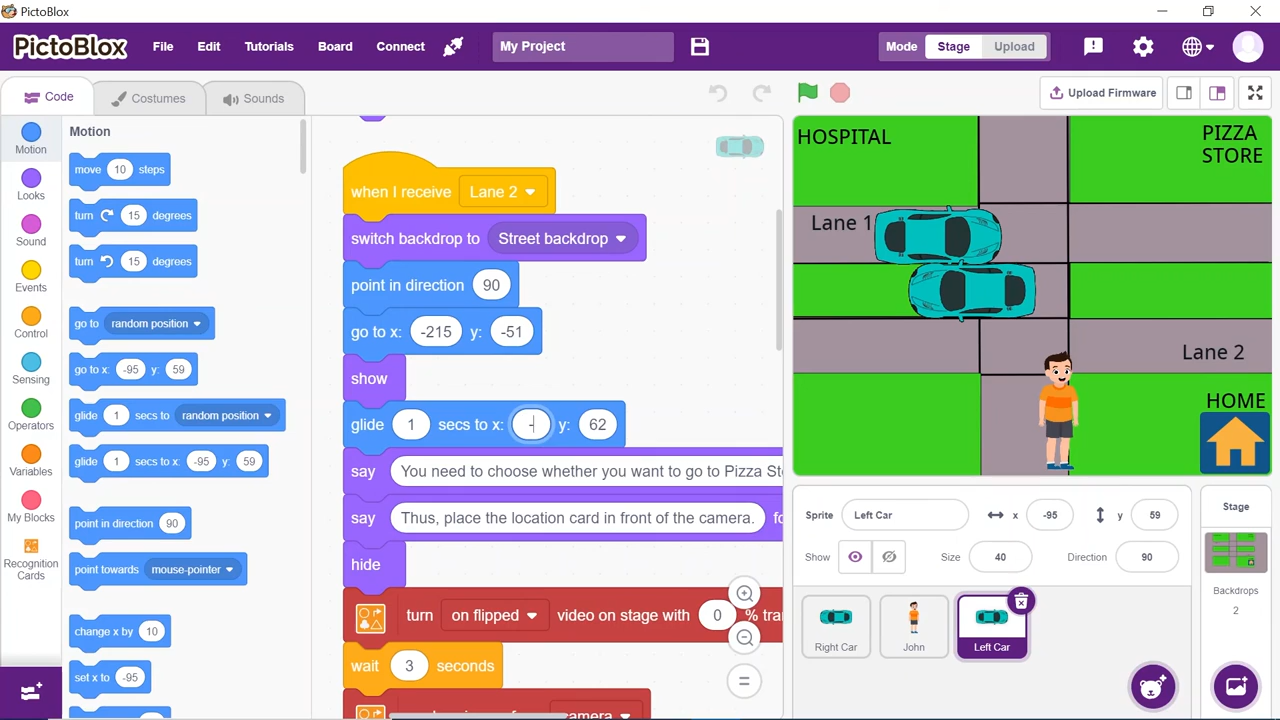 PictoBlox
PictoBlox File Edit Tutorials Board Connect My Project Mode Stage Upload
Code Costumes Sounds Upload Firmware
Motion
Looks
Sound
Events
Control
Sensing
Operators
Variables
My Blocks
Recognition
Cards
Motion
move 10 steps
turn 15 degrees
turn 15 degrees
go to random position
go to x: -95 y: 59
glide 1 secs to random position
glide 1 secs to x: -95 y: 59
point in direction 90
point towards mouse-pointer
change x by 10
set x to -95
when I receive Lane 2
switch backdrop to Street backdrop
point in direction 90
go to x: -215 y: -51
show
glide 1 secs to x: - y: 62
say You need to choose whether you want to go to Pizza St
say Thus, place the location card in front of the camera. fo
hide
turn on flipped video on stage with 0 % tra
wait 3 seconds
HOSPITAL
PIZZA
STORE
Lane 1
Lane 2
HOME
Sprite Left Car x -95 y 59
Show Size 40 Direction 90
Right Car John Left Car
Stage
Backdrops
2